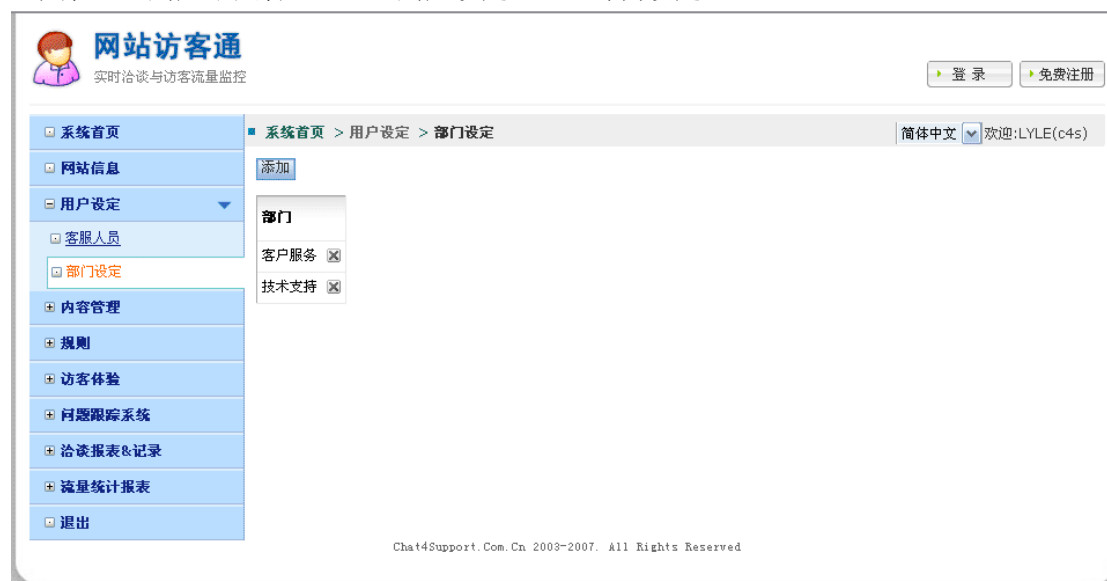 网站访客通
实时洽谈与访客流量监控
登 录
免费注册
系统首页
系统首页 > 用户设定 > 部门设定
简体中文 欢迎:LYLE(c4s)
网站信息
添加
用户设定
部门
客服人员
客户服务
部门设定
技术支持
内容管理
规则
访客体验
问题跟踪系统
洽谈报表&记录
流量统计报表
退出
Chat4Support.Com.Cn 2003-2007. All Rights Reserved